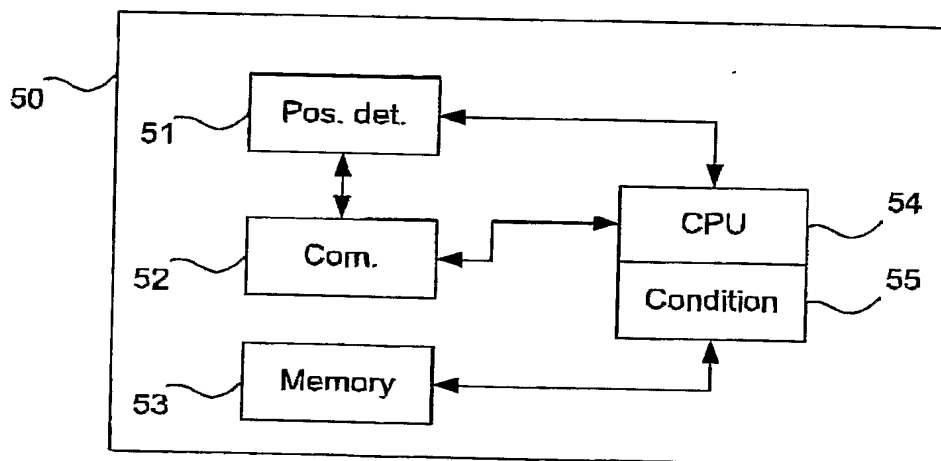 50
51
Pos. det.
52
Com.
53
Memory
CPU
54
Condition
55